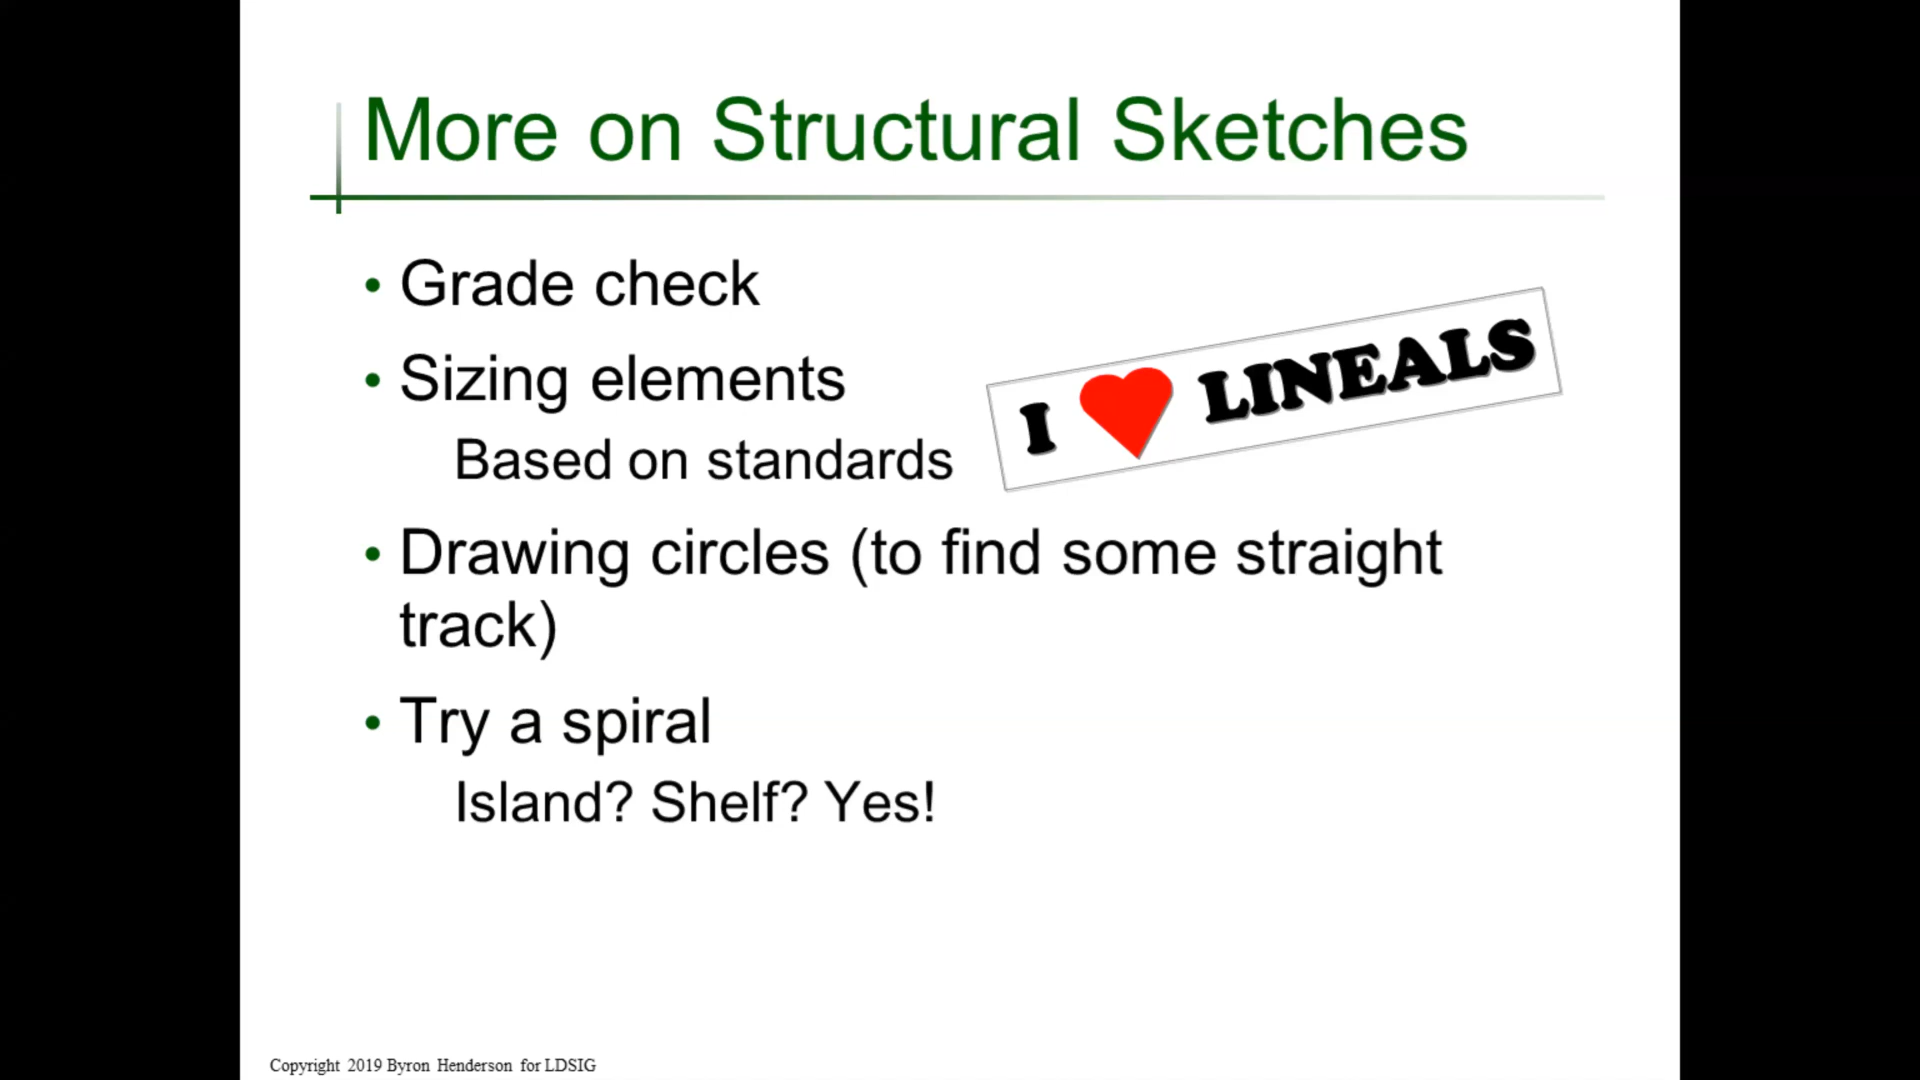 More on Structural Sketches
• Grade check
• Sizing elements
Based on standards
I ♥ LINEALS
• Drawing circles (to find some straight
track)
• Try a spiral
Island? Shelf? Yes!
Copyright 2019 Byron Henderson for LDSIG